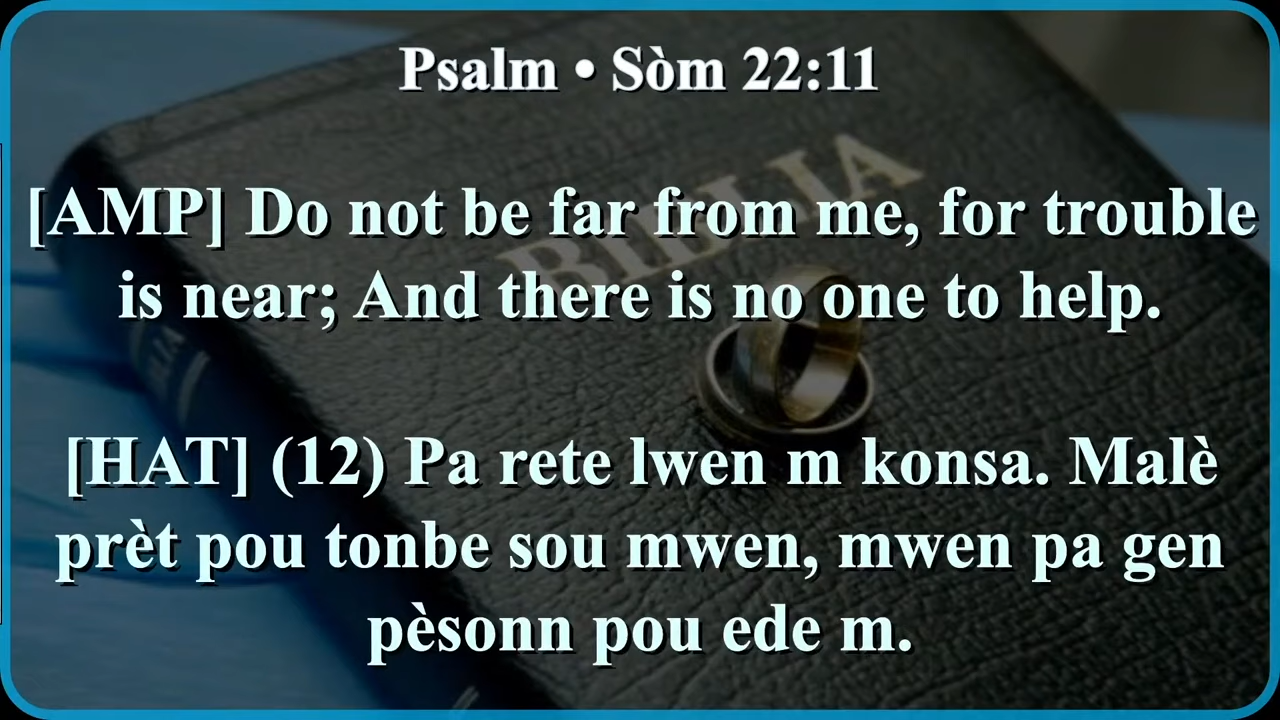 Psalm • Sòm 22:11
[AMP] Do not be far from me, for trouble
is near; And there is no one to help.
[HAT] (12) Pa rete lwen m konsa. Malè
prèt pou tonbe sou mwen, mwen pa gen
pèsonn pou ede m.
BIBLIA